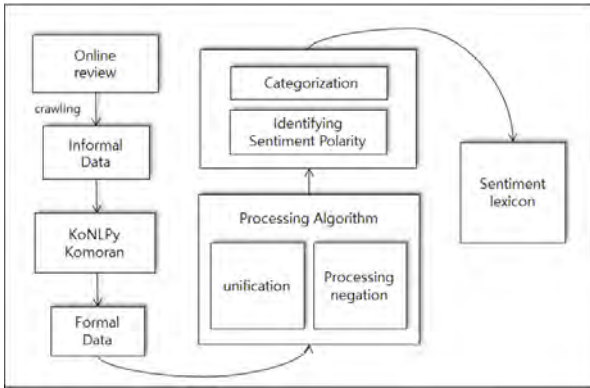 Online
review
crawling
Informal
Data
KoNLPy
Komoran
Formal
Data
Categorization
Identifying
Sentiment Polarity
Processing Algorithm
unification
Processing
negation
Sentiment
lexicon